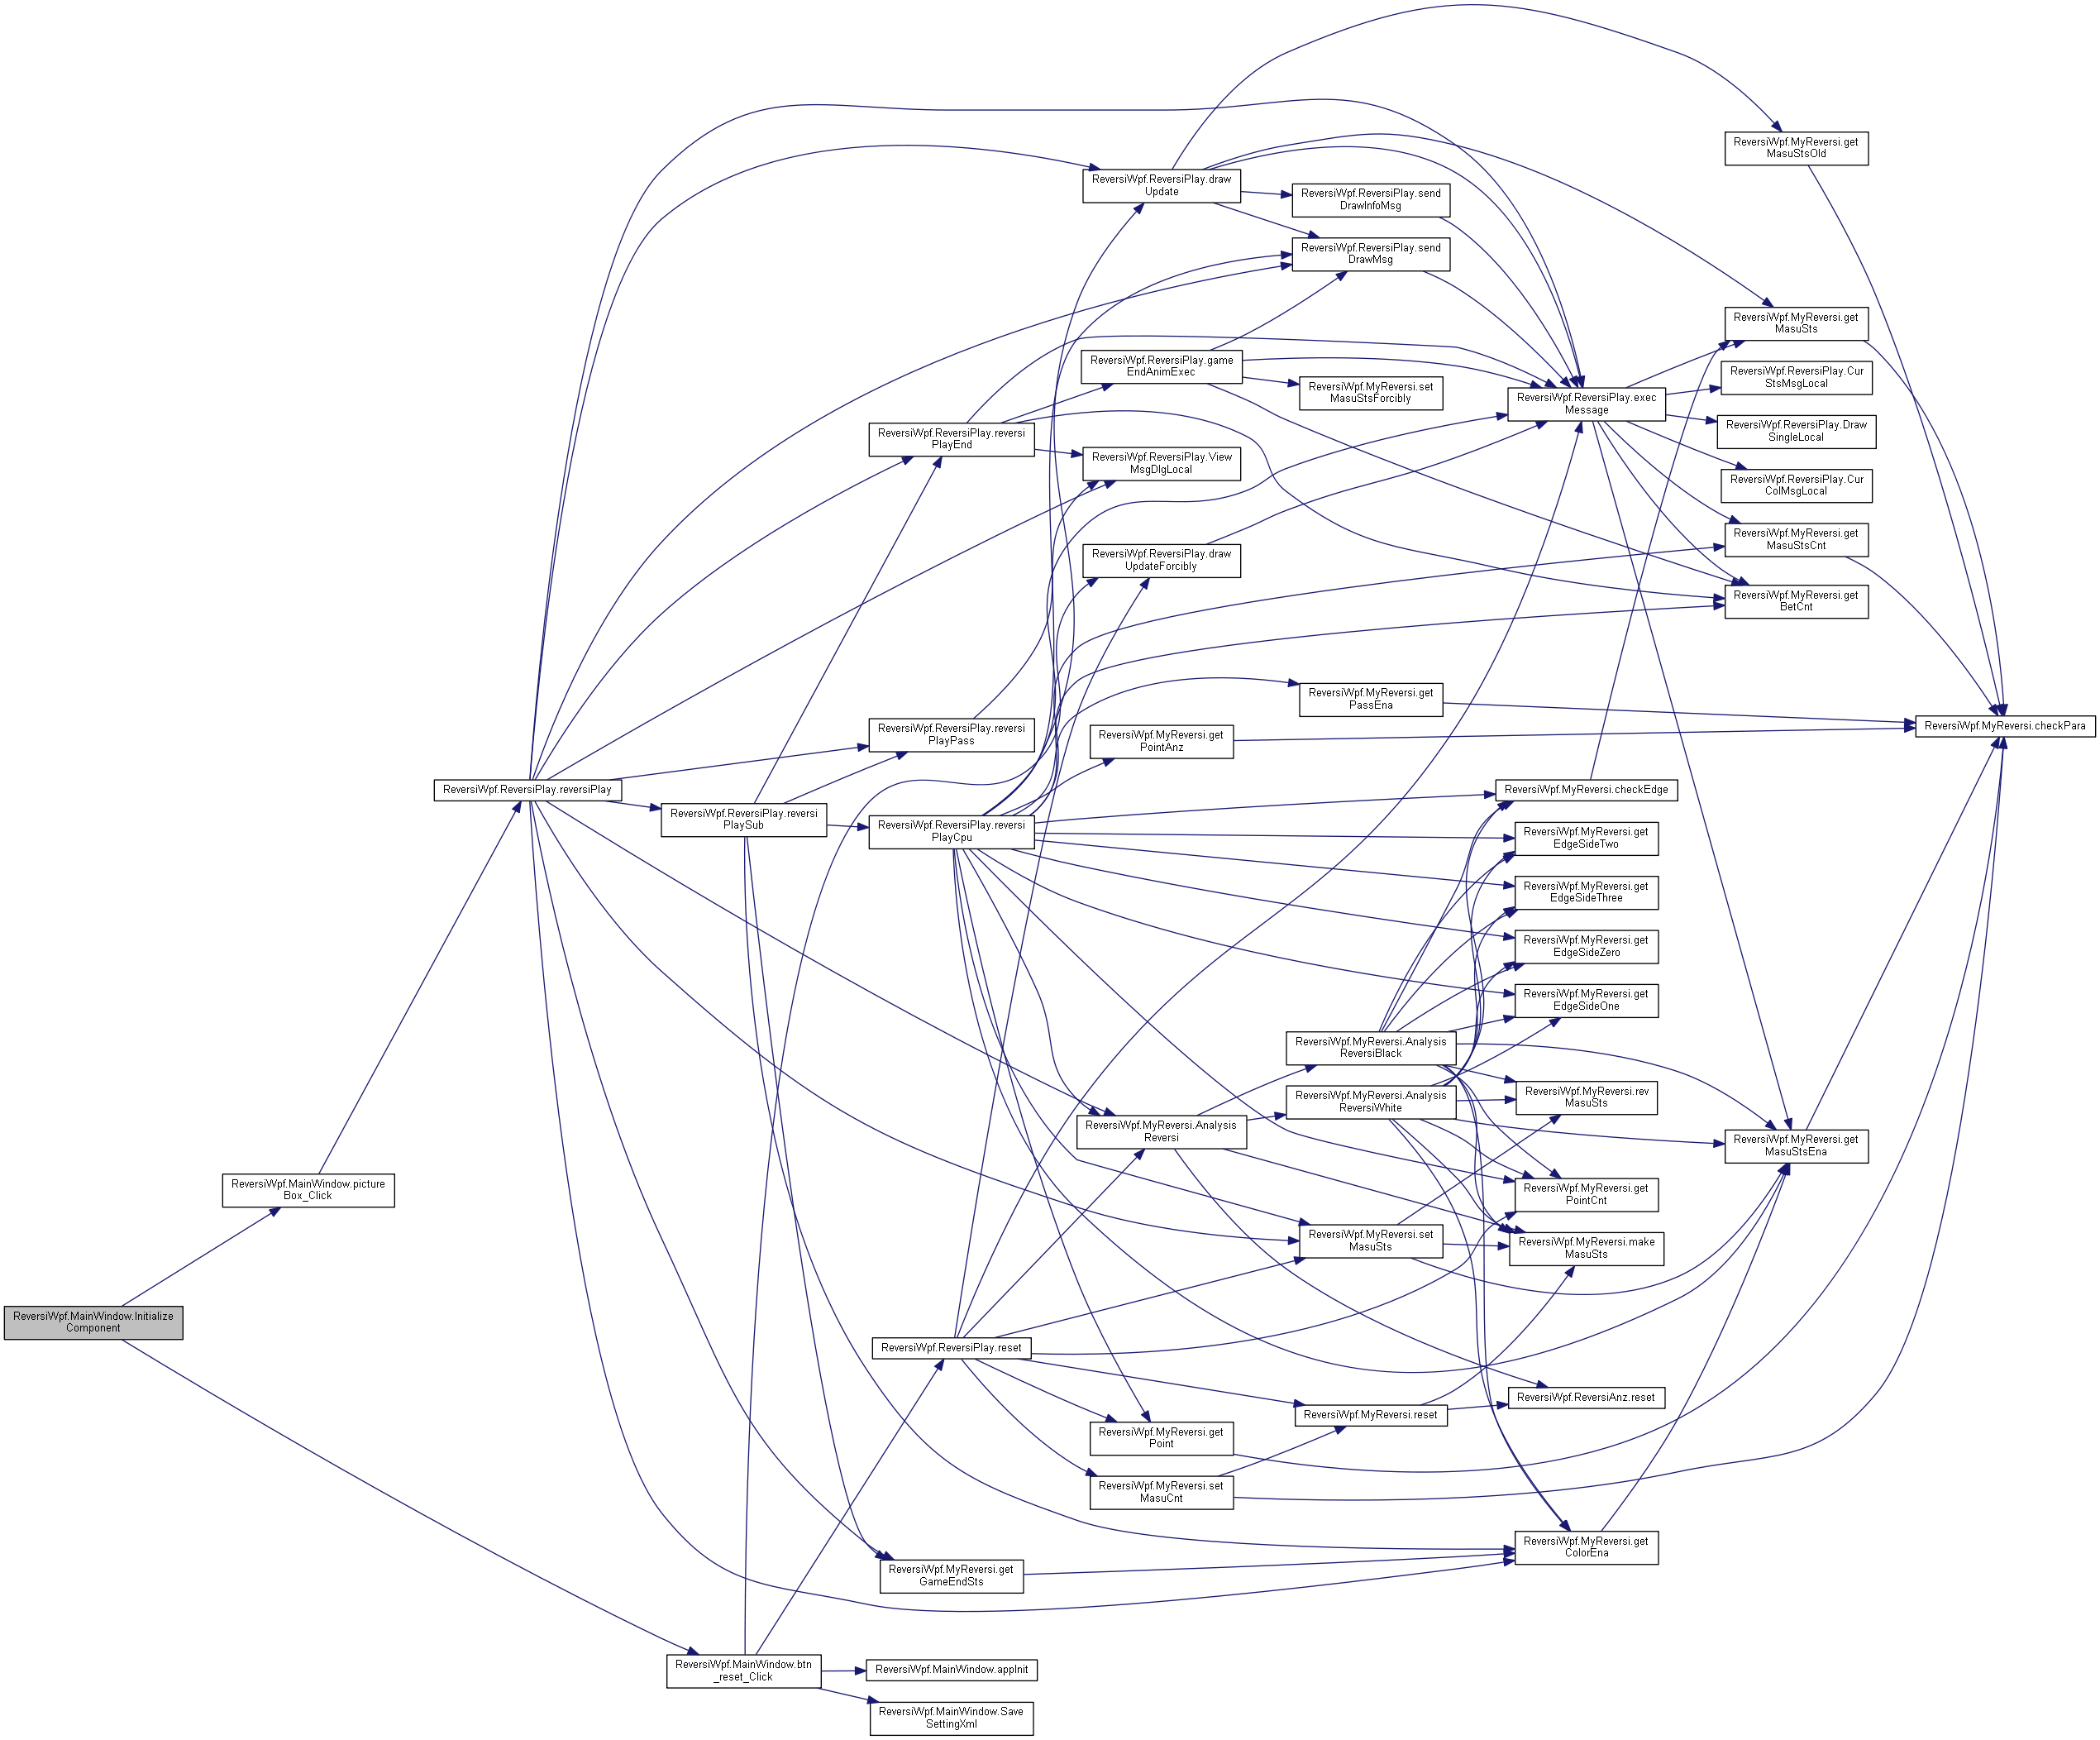 ReversiWpf.MainWindow.Initialize
Component
ReversiWpf.MainWindow.picture
Box_Click
ReversiWpf.ReversiPlay.reversiPlay
ReversiWpf.ReversiPlay.reversi
PlaySub
ReversiWpf.MainWindow.btn
_reset_Click
ReversiWpf.ReversiPlay.reversi
PlayEnd
ReversiWpf.ReversiPlay.reversi
PlayPass
ReversiWpf.ReversiPlay.reversi
PlayCpu
ReversiWpf.ReversiPlay.reset
ReversiWpf.MyReversi.get
GameEndSts
ReversiWpf.MainWindow.appInit
ReversiWpf.MainWindow.Save
SettingXml
ReversiWpf.ReversiPlay.draw
Update
ReversiWpf.ReversiPlay.game
EndAnimExec
ReversiWpf.ReversiPlay.View
MsgDlgLocal
ReversiWpf.ReversiPlay.draw
UpdateForcibly
ReversiWpf.MyReversi.get
PointAnz
ReversiWpf.MyReversi.Analysis
Reversi
ReversiWpf.MyReversi.get
Point
ReversiWpf.MyReversi.set
MasuCnt
ReversiWpf.ReversiPlay.send
DrawInfoMsg
ReversiWpf.ReversiPlay.send
DrawMsg
ReversiWpf.MyReversi.set
MasuStsForcibly
ReversiWpf.MyReversi.get
PassEna
ReversiWpf.MyReversi.Analysis
ReversiBlack
ReversiWpf.MyReversi.Analysis
ReversiWhite
ReversiWpf.MyReversi.set
MasuSts
ReversiWpf.MyReversi.reset
ReversiWpf.ReversiPlay.exec
Message
ReversiWpf.MyReversi.checkEdge
ReversiWpf.MyReversi.get
EdgeSideTwo
ReversiWpf.MyReversi.get
EdgeSideThree
ReversiWpf.MyReversi.get
EdgeSideZero
ReversiWpf.MyReversi.get
EdgeSideOne
ReversiWpf.MyReversi.rev
MasuSts
ReversiWpf.MyReversi.get
PointCnt
ReversiWpf.MyReversi.make
MasuSts
ReversiWpf.ReversiAnz.reset
ReversiWpf.MyReversi.get
ColorEna
ReversiWpf.MyReversi.get
MasuStsOld
ReversiWpf.MyReversi.get
MasuSts
ReversiWpf.ReversiPlay.Cur
StsMsgLocal
ReversiWpf.ReversiPlay.Draw
SingleLocal
ReversiWpf.ReversiPlay.Cur
ColMsgLocal
ReversiWpf.MyReversi.get
MasuStsCnt
ReversiWpf.MyReversi.get
BetCnt
ReversiWpf.MyReversi.get
MasuStsEna
ReversiWpf.MyReversi.checkPara